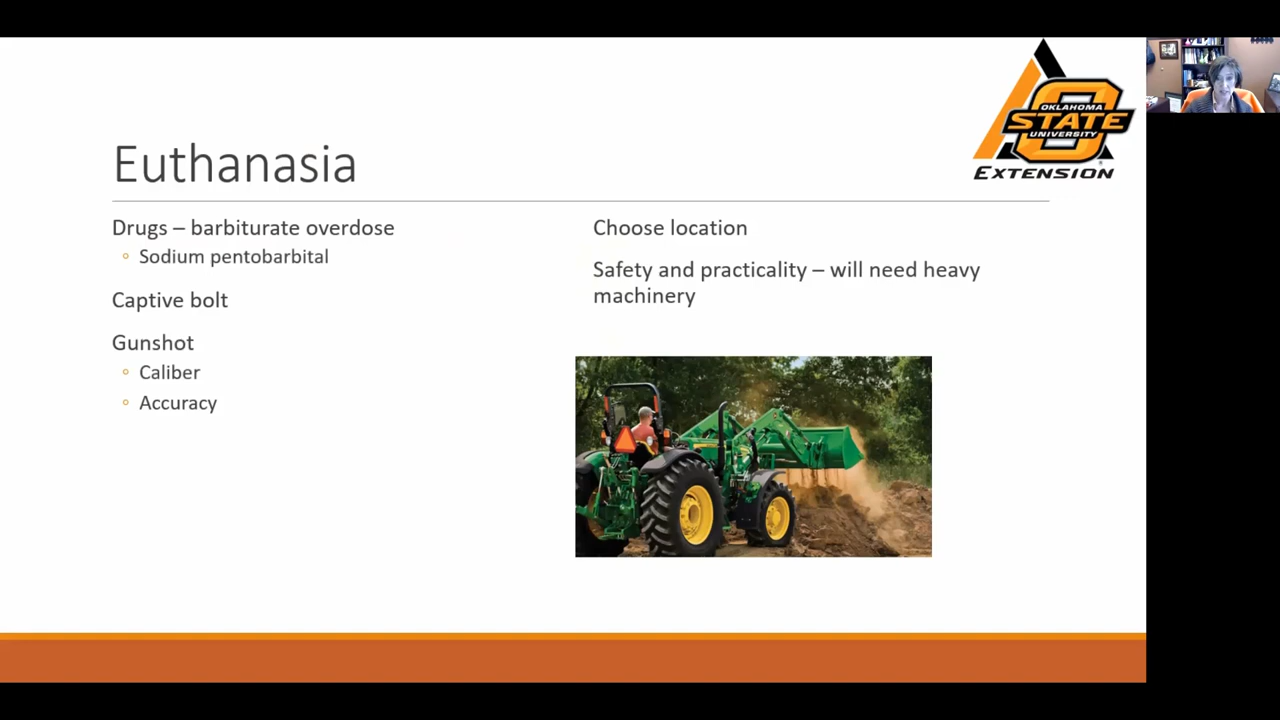 Euthanasia
Drugs – barbiturate overdose
Sodium pentobarbital
Captive bolt
Gunshot
Caliber
Accuracy
Choose location
Safety and practicality – will need heavy
machinery
OKLAHOMA
STATE
UNIVERSITY
EXTENSION